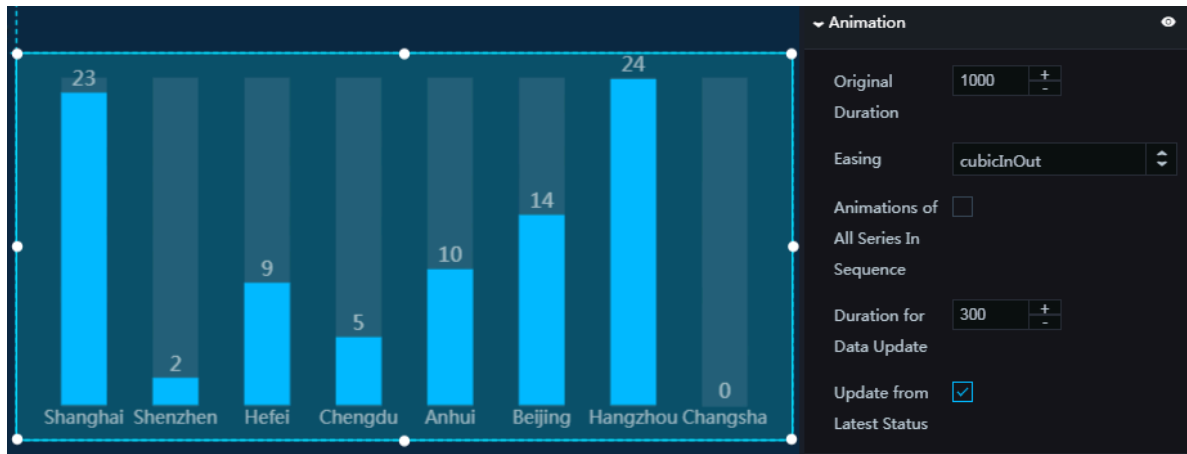 23
2
9
5
10
14
24
0
Shanghai Shenzhen Hefei Chengdu Anhui Beijing Hangzhou Changsha
Animation
Original
Duration
1000
+
-
Easing
cubicInOut
Animations of
All Series In
Sequence
Duration for
Data Update
300
+
-
Update from
Latest Status